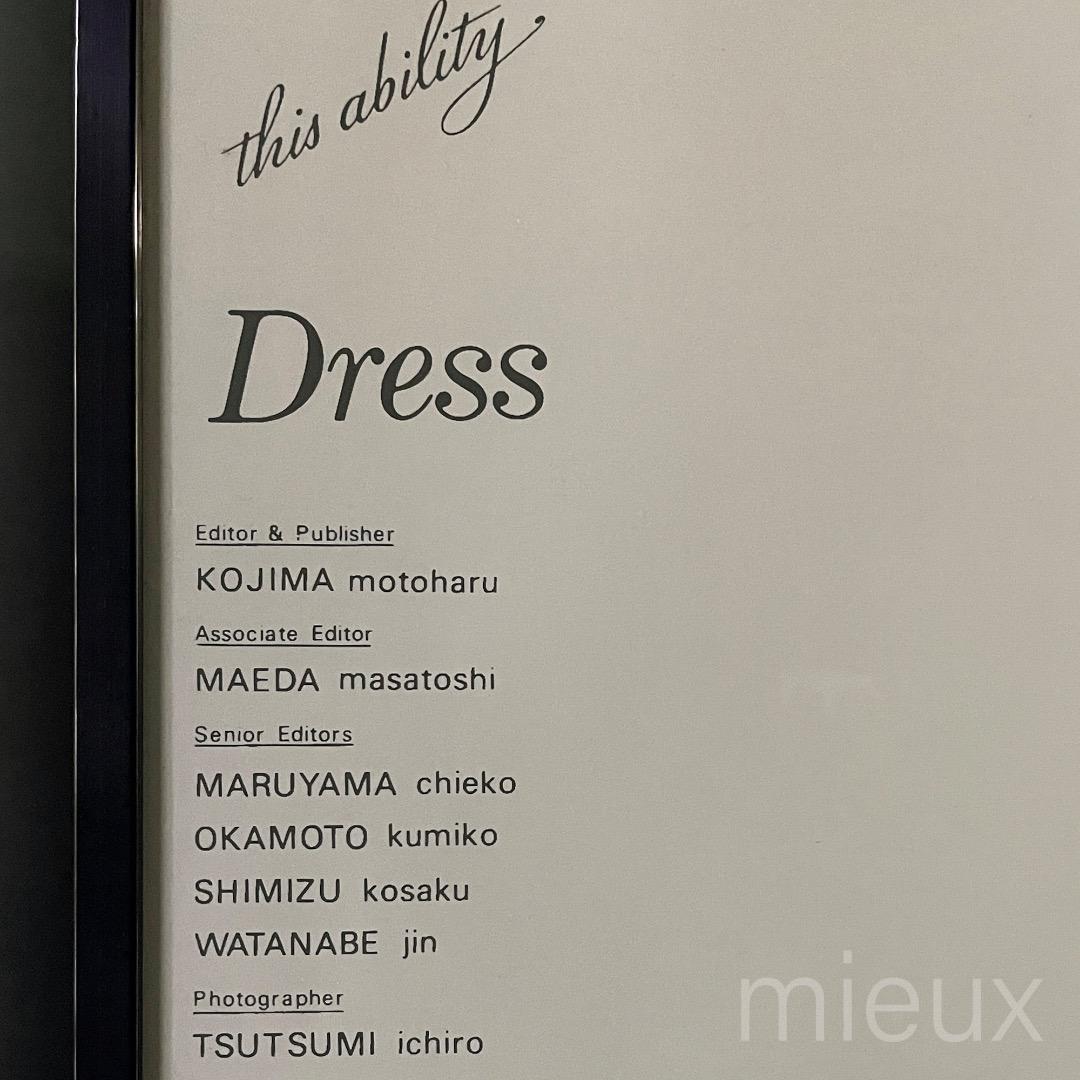 this ability
Dress
Editor & Publisher
KOJIMA motoharu
Associate Editor
MAEDA masatoshi
Senior Editors
MARUYAMA chieko
OKAMOTO kumiko
SHIMIZU kosaku
WATANABE jin
Photographer
TSUTSUMI ichiro
mieux